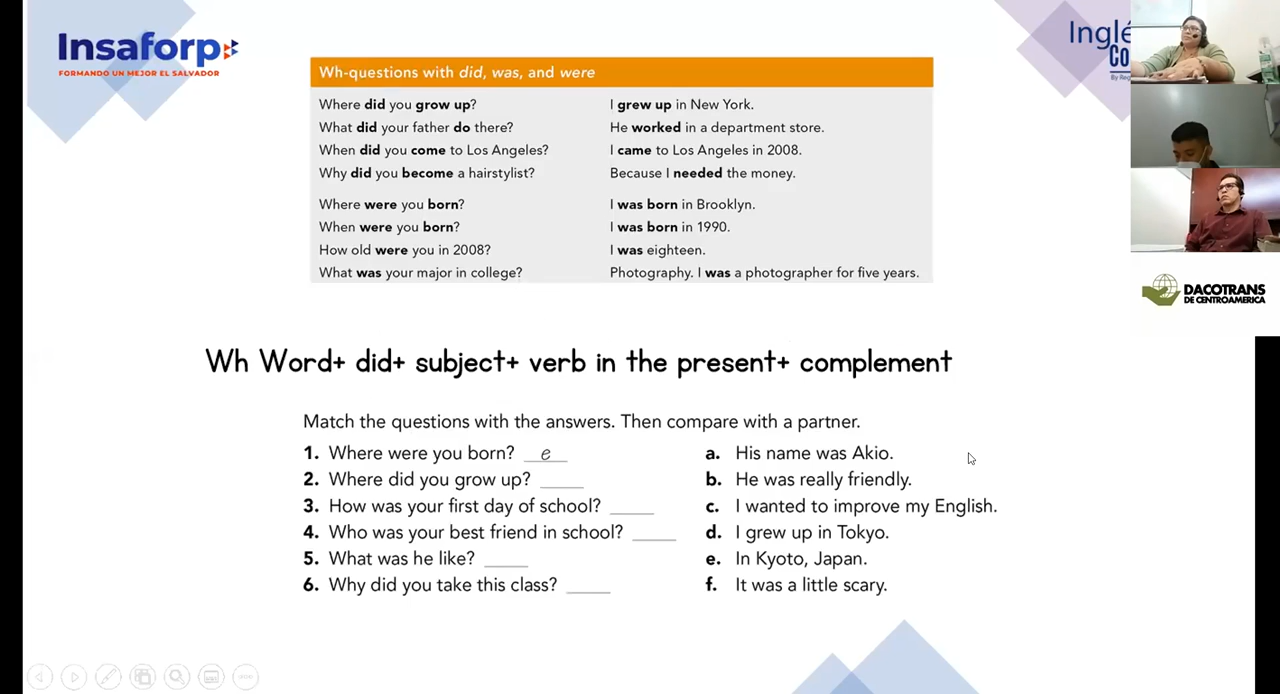 Insaforp
FORMANDO UN MEJOR EL SALVADOR
Inglé
Co
By Reg
Wh-questions with did, was, and were
Where did you grow up? I grew up in New York.
What did your father do there? He worked in a department store.
When did you come to Los Angeles? I came to Los Angeles in 2008.
Why did you become a hairstylist? Because I needed the money.
Where were you born? I was born in Brooklyn.
When were you born? I was born in 1990.
How old were you in 2008? I was eighteen.
What was your major in college? Photography. I was a photographer for five years.
DACOTRANS
DE CENTROAMERICA
Wh Word+ did+ subject+ verb in the present+ complement
Match the questions with the answers. Then compare with a partner.
1. Where were you born? e a. His name was Akio.
2. Where did you grow up? ____ b. He was really friendly.
3. How was your first day of school? ____ c. I wanted to improve my English.
4. Who was your best friend in school? ____ d. I grew up in Tokyo.
5. What was he like? ____ e. In Kyoto, Japan.
6. Why did you take this class? ____ f. It was a little scary.